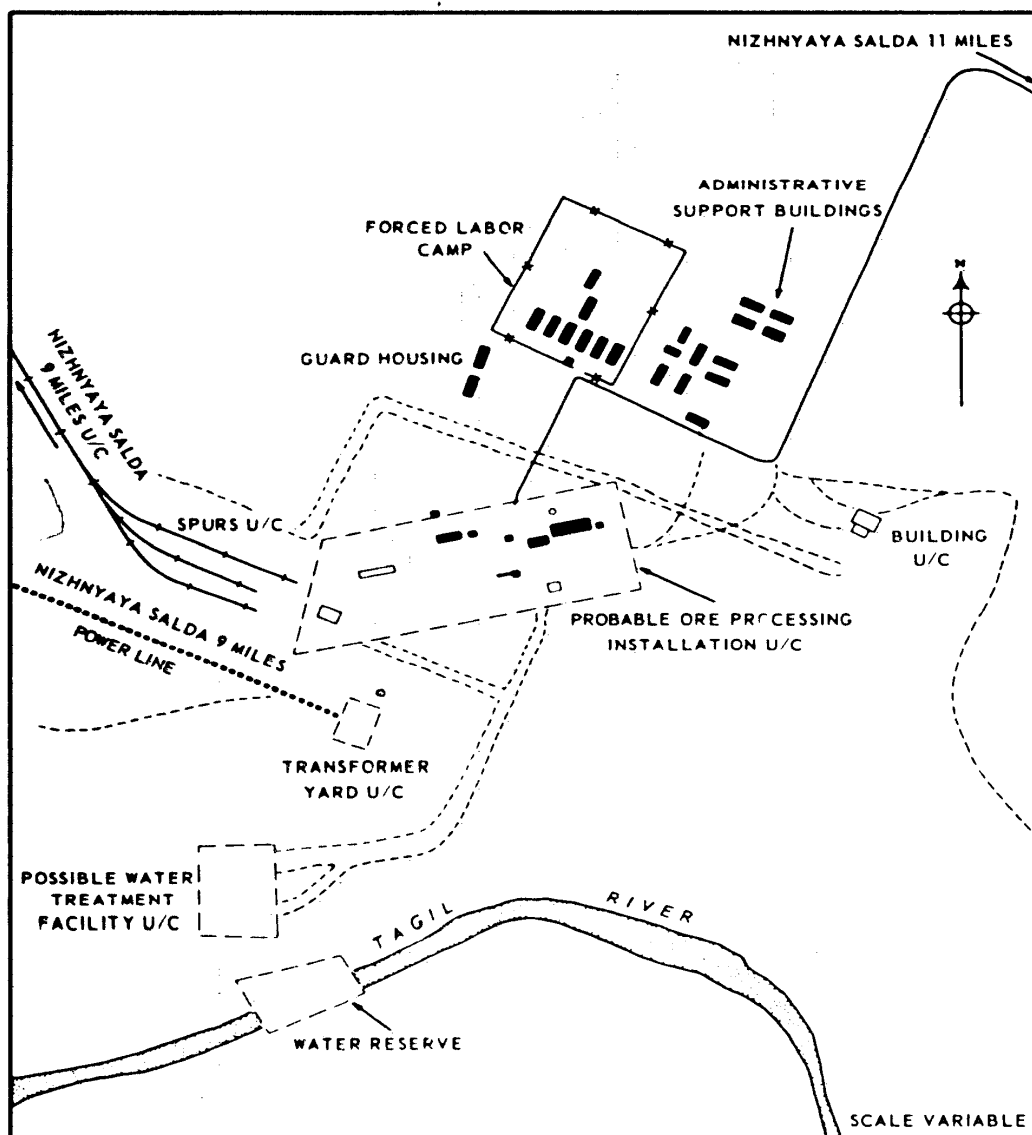 NIZHNYAYA SALDA 11 MILES
ADMINISTRATIVE
SUPPORT BUILDINGS
FORCED LABOR
CAMP
N
GUARD HOUSING
NIZHNYAYA SALDA
9 MILES U/C
SPURS U/C
BUILDING
U/C
NIZHNYAYA SALDA 9 MILES
POWER LINE
PROBABLE ORE PROCESSING
INSTALLATION U/C
TRANSFORMER
YARD U/C
POSSIBLE WATER
TREATMENT
FACILITY U/C
TAGIL RIVER
WATER RESERVE
SCALE VARIABLE